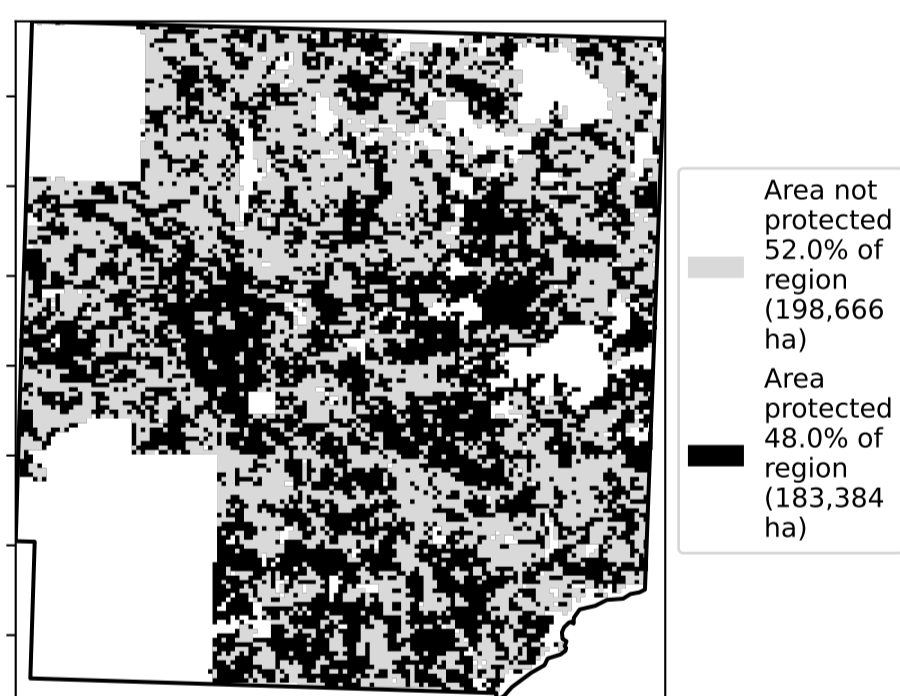 Area not
protected
52.0% of
region
(198,666
ha)
Area
protected
48.0% of
region
(183,384
ha)